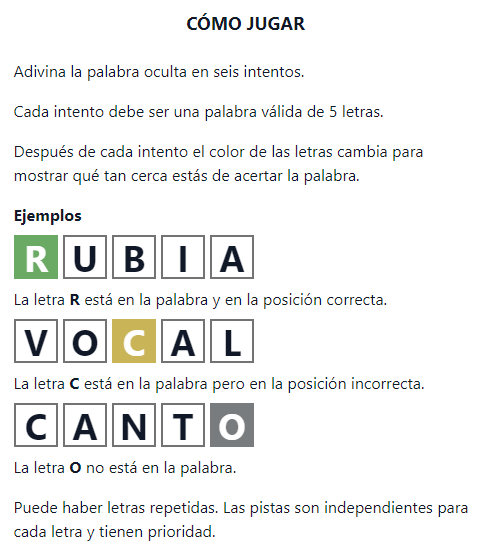 CÓMO JUGAR
Adivina la palabra oculta en seis intentos.
Cada intento debe ser una palabra válida de 5 letras.
Después de cada intento el color de las letras cambia para
mostrar qué tan cerca estás de acertar la palabra.
Ejemplos
R U B I A
La letra R está en la palabra y en la posición correcta.
V O C A L
La letra C está en la palabra pero en la posición incorrecta.
C A N T O
La letra O no está en la palabra.
Puede haber letras repetidas. Las pistas son independientes para
cada letra y tienen prioridad.